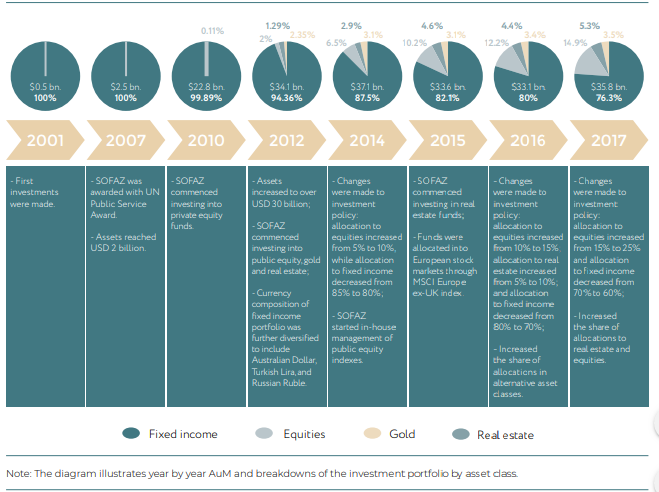 0.11%
1.29%
2%
2.35%
2.9%
6.5%
3.1%
4.6%
10.2%
3.1%
4.4%
12.2%
3.4%
5.3%
14.9%
3.5%
$0.5 bn.
100%
$2.5 bn.
100%
$22.8 bn.
99.89%
$34.1 bn.
94.36%
$37.1 bn.
87.5%
$33.6 bn.
82.1%
$33.1 bn.
80%
$35.8 bn.
76.3%
2001
2007
2010
2012
2014
2015
2016
2017
- First
investments
were made.
- SOFAZ was
awarded with UN
Public Service
Award.
- Assets reached
USD 2 billion.
- SOFAZ
commenced
investing into
private equity
funds.
- Assets
increased to over
USD 30 billion;
- SOFAZ
commenced
investing into
public equity, gold
and real estate;
- Currency
composition of
fixed income
portfolio was
further diversified
to include
Australian Dollar,
Turkish Lira, and
Russian Ruble.
- Changes
were made to
investment
policy:
allocation to
equities increased
from 5% to 10%,
while allocation
to fixed income
decreased from
85% to 80%;
- SOFAZ
started in-house
management of
public equity
indexes.
- SOFAZ
commenced
investing in real
estate funds;
- Funds were
allocated into
European stock
markets through
MSCI Europe
ex-UK index.
- Changes
were made to
investment
policy:
allocation to
equities increased
from 10% to 15%,
allocation to real
estate increased
from 5% to 10%;
and allocation
to fixed income
decreased from
80% to 70%;
- Increased
the share of
allocations in
alternative asset
classes.
- Changes
were made to
investment
policy:
allocation to
equities increased
from 15% to 25%
and allocation
to fixed income
decreased from
70% to 60%;
- Increased
the share of
allocations to
real estate and
equities.
Fixed income
Equities
Gold
Real estate
Note: The diagram illustrates year by year AuM and breakdowns of the investment portfolio by asset class.